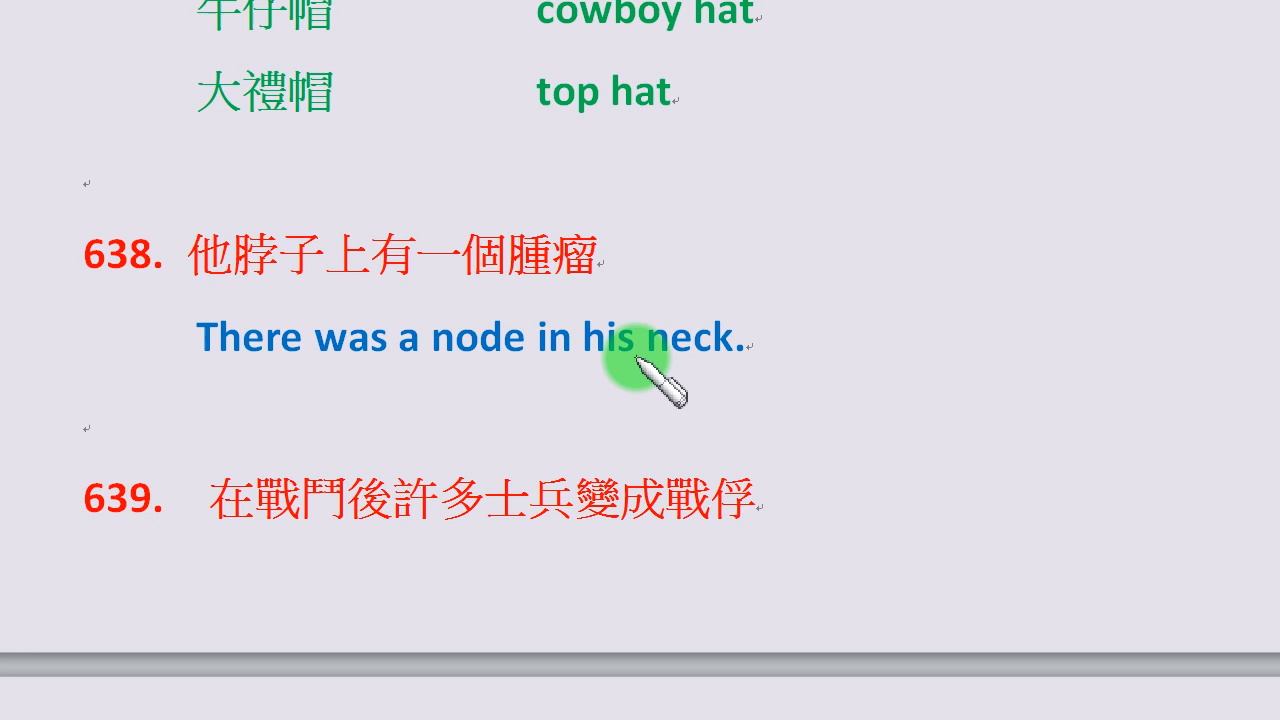 牛仔帽 cowboy hat
大禮帽 top hat
638. 他脖子上有一個腫瘤
There was a node in his neck.
639. 在戰鬥後許多士兵變成戰俘